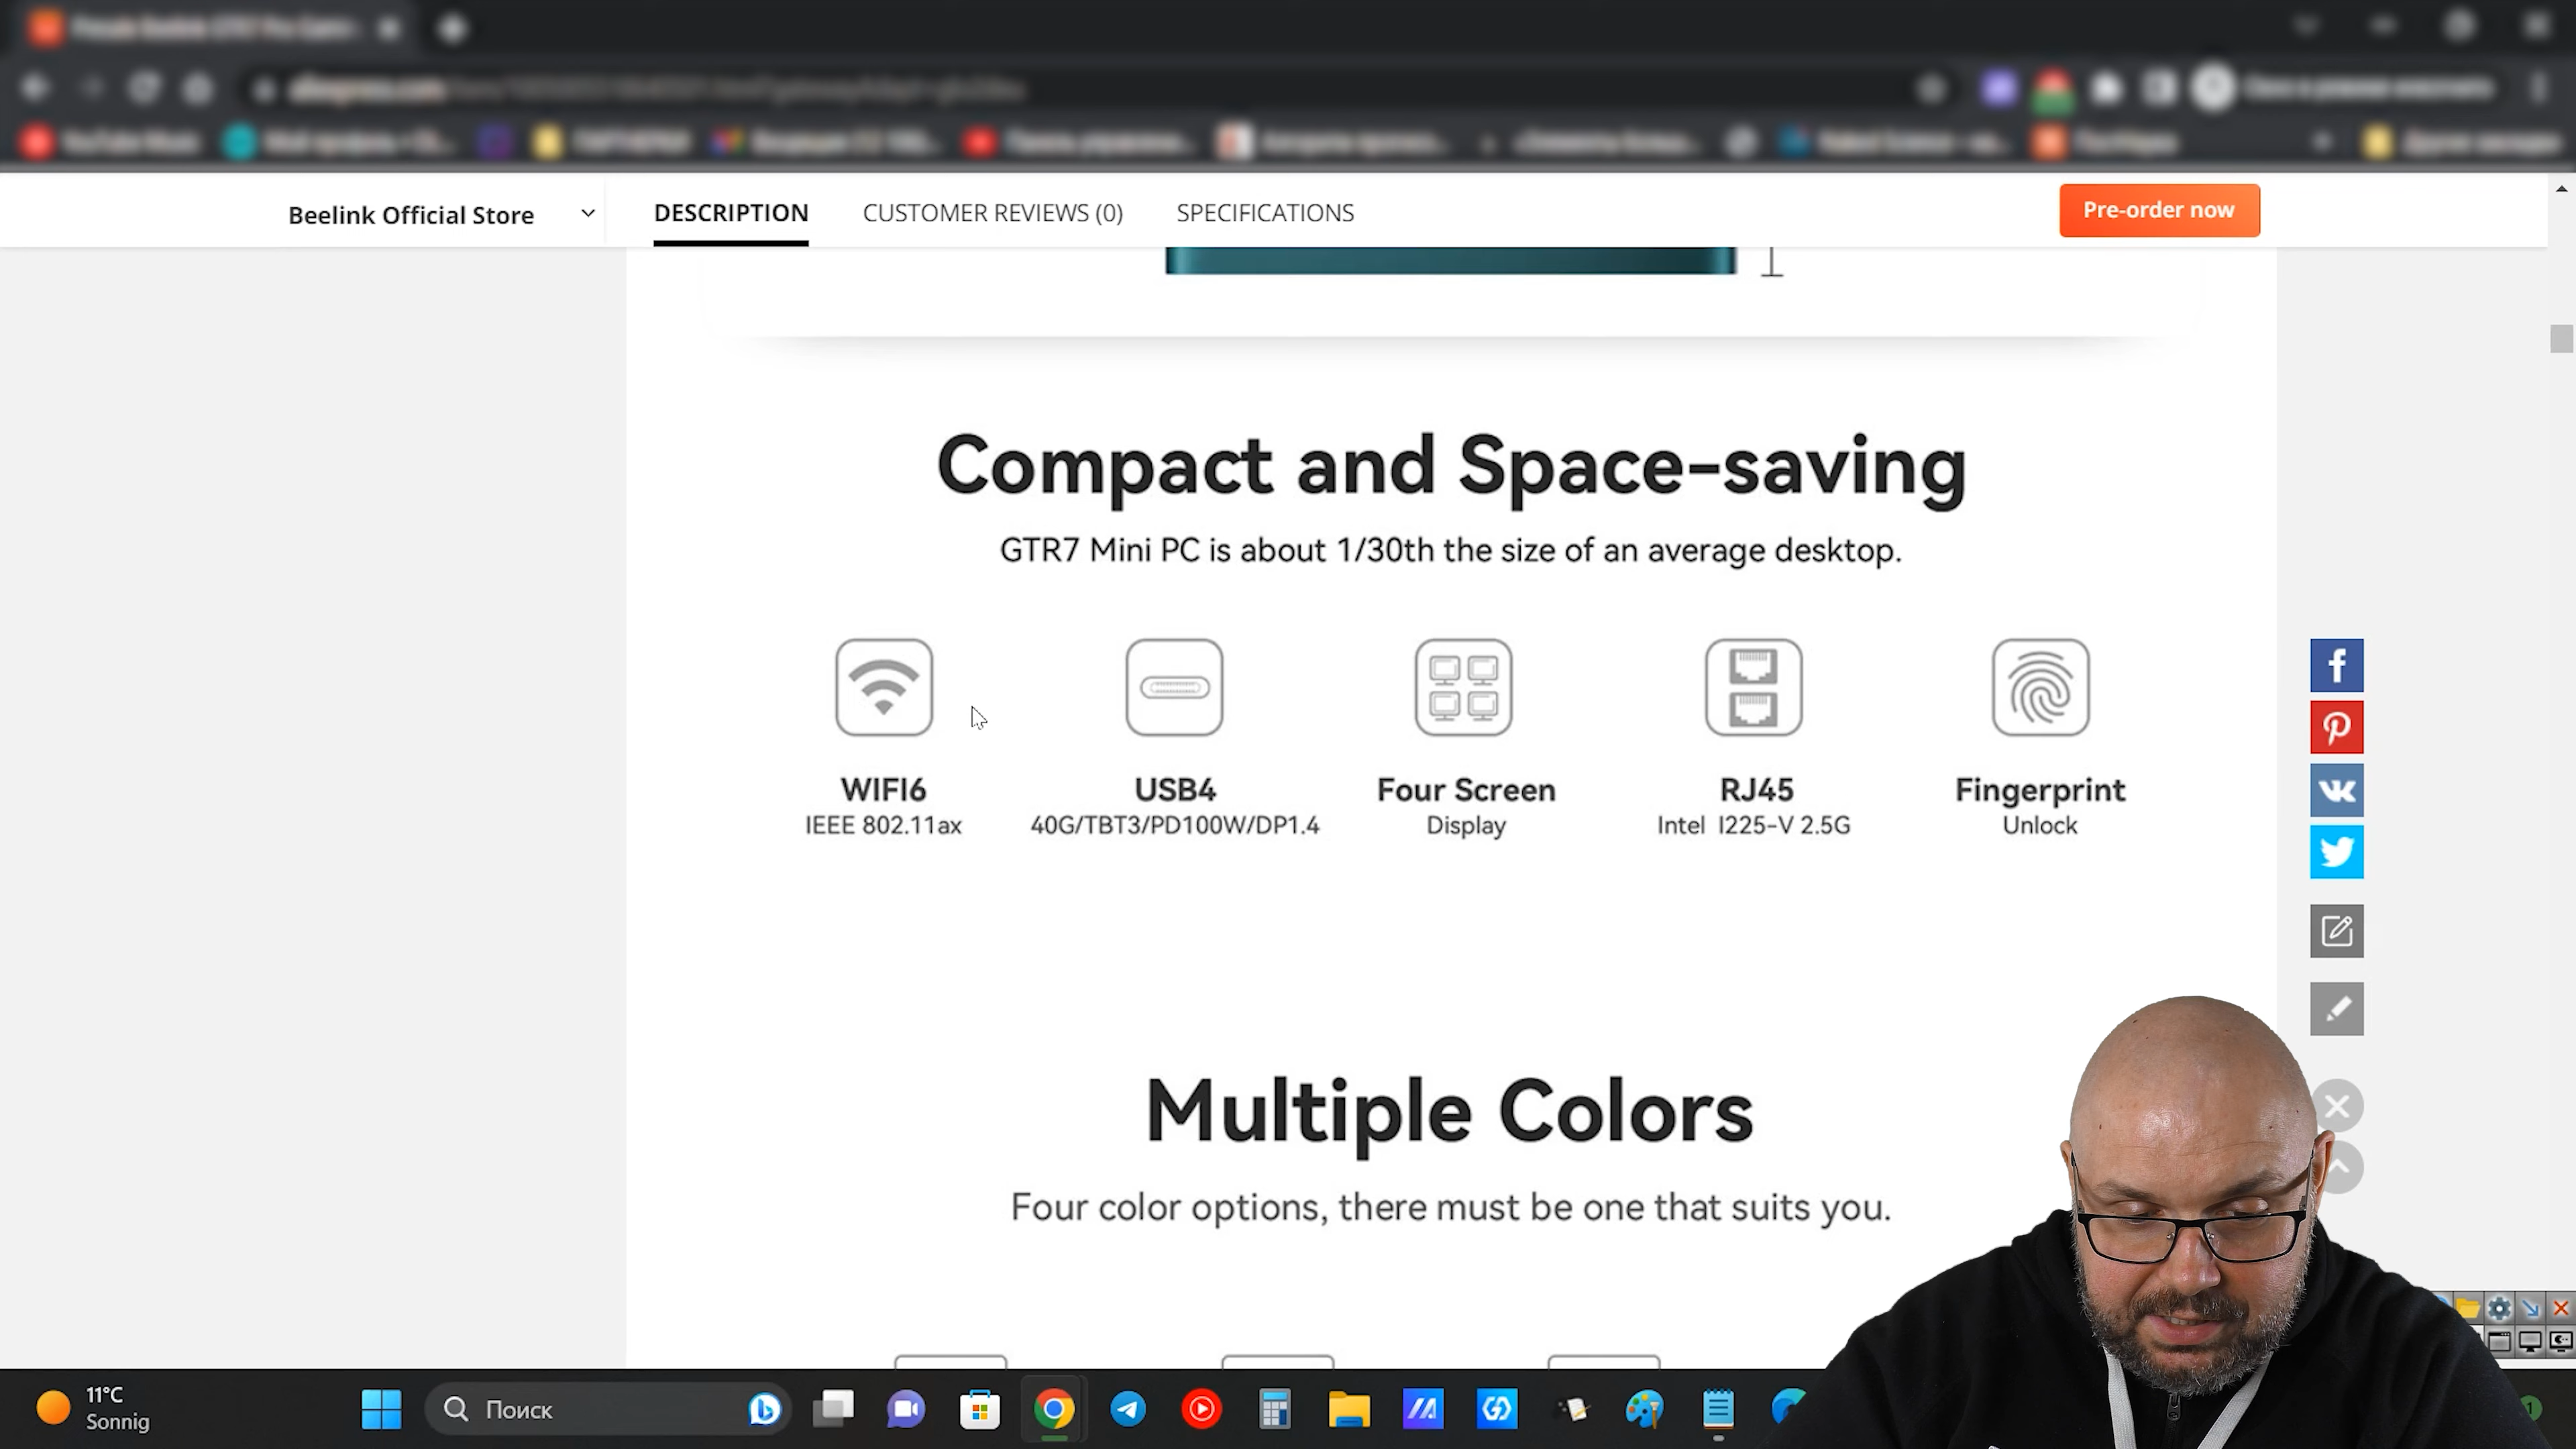 Beelink Official Store
DESCRIPTION
CUSTOMER REVIEWS (0)
SPECIFICATIONS
Pre-order now
Compact and Space-saving
GTR7 Mini PC is about 1/30th the size of an average desktop.
WIFI6
IEEE 802.11ax
USB4
40G/TBT3/PD100W/DP1.4
Four Screen
Display
RJ45
Intel I225-V 2.5G
Fingerprint
Unlock
Multiple Colors
Four color options, there must be one that suits you.
11°C
Sonnig
Поиск
1